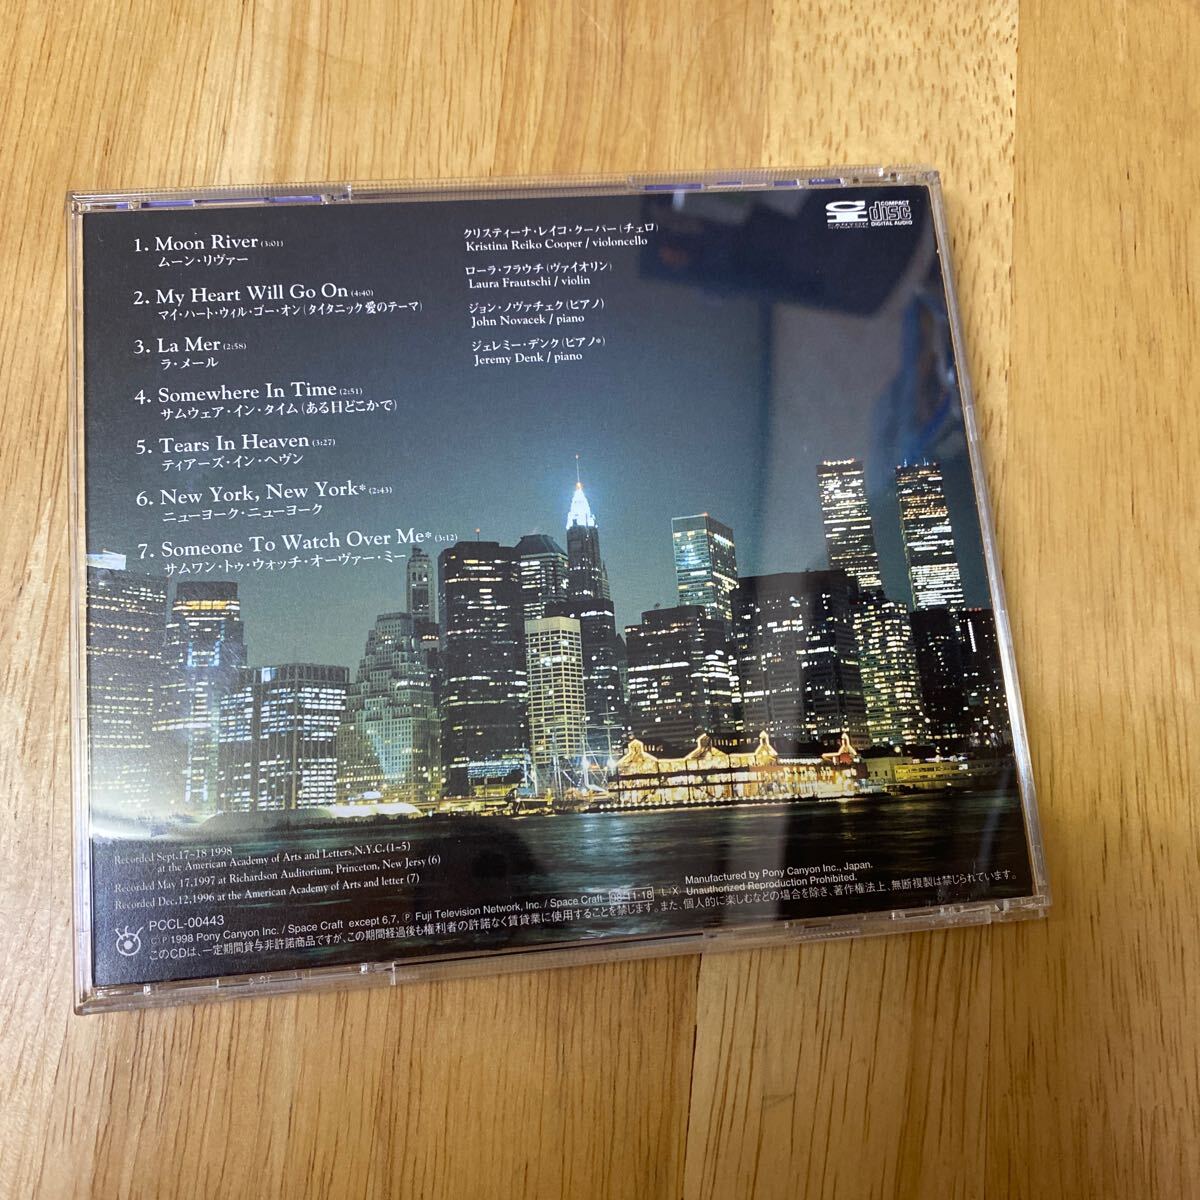 1. Moon River (3:01)
ムーン・リヴァー
2. My Heart Will Go On (4:40)
マイ・ハート・ウィル・ゴー・オン(タイタニック愛のテーマ)
3. La Mer (2:58)
ラ・メール
4. Somewhere In Time (2:51)
サムウェア・イン・タイム(ある日どこかで)
5. Tears In Heaven (3:27)
ティアーズ・イン・ヘヴン
6. New York, New York* (2:43)
ニューヨーク・ニューヨーク
7. Someone To Watch Over Me* (3:12)
サムワン・トゥ・ウォッチ・オーヴァー・ミー
クリスティーナ・レイコ・クーパー(チェロ)
Kristina Reiko Cooper / violoncello
ローラ・フラウチ(ヴァイオリン)
Laura Frautschi / violin
ジョン・ノヴァチェク(ピアノ)
John Novacek / piano
ジェレミー・デンク(ピアノ*)
Jeremy Denk / piano
COMPACT
disc
DIGITAL AUDIO
Recorded Sept.17-18 1998
at the American Academy of Arts and Letters,N.Y.C.(1-5)
Recorded May 17,1997 at Richardson Auditorium, Princeton, New Jersy (6)
Recorded Dec.12,1996 at the American Academy of Arts and letter (7)
Manufactured by Pony Canyon Inc., Japan.
Unauthorized Reproduction Prohibited.
PCCL-00443
Ⓒ Ⓟ 1998 Pony Canyon Inc. / Space Craft except 6,7, Ⓟ Fuji Television Network, Inc. / Space Craft 98・11・18 L X
このCDは、一定期間貸与非許諾商品ですが、この期間経過後も権利者の許諾なく賃貸業に使用することを禁じます。また、個人的に楽しむなどの場合を除き、著作権法上、無断複製は禁じられています。